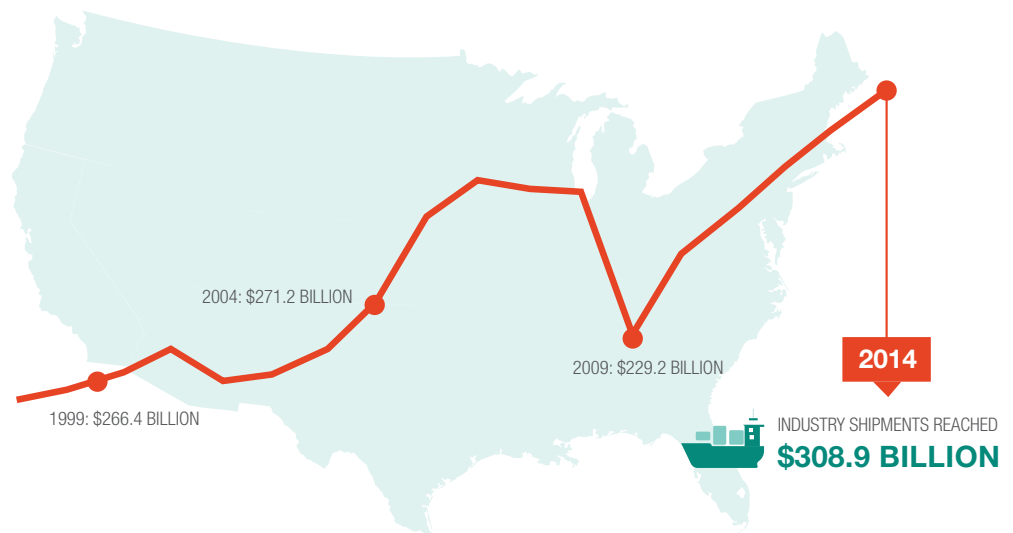 2004: $271.2 BILLION
2009: $229.2 BILLION
1999: $266.4 BILLION
2014
INDUSTRY SHIPMENTS REACHED
$308.9 BILLION